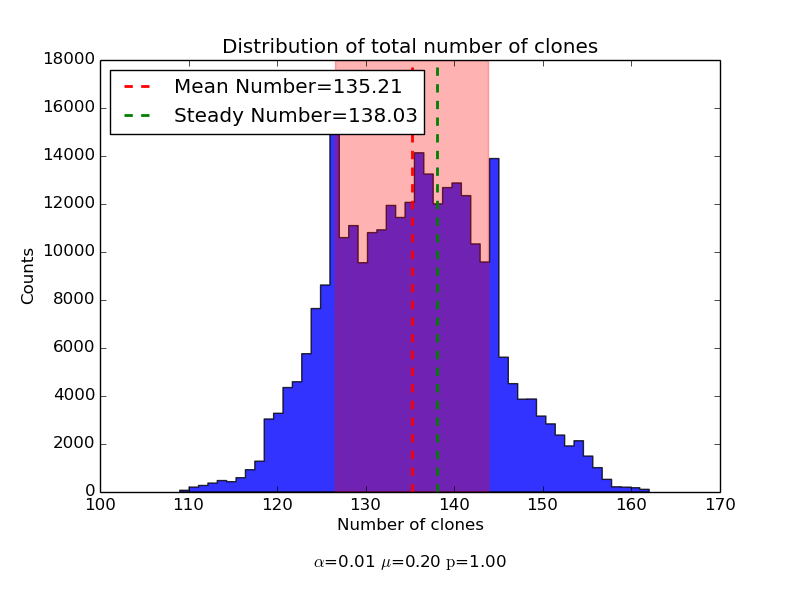 Distribution of total number of clones
18000
16000
14000
12000
10000
8000
6000
4000
2000
0
Counts
Mean Number=135.21
Steady Number=138.03
100 110 120 130 140 150 160 170
Number of clones
α=0.01 μ=0.20 p=1.00